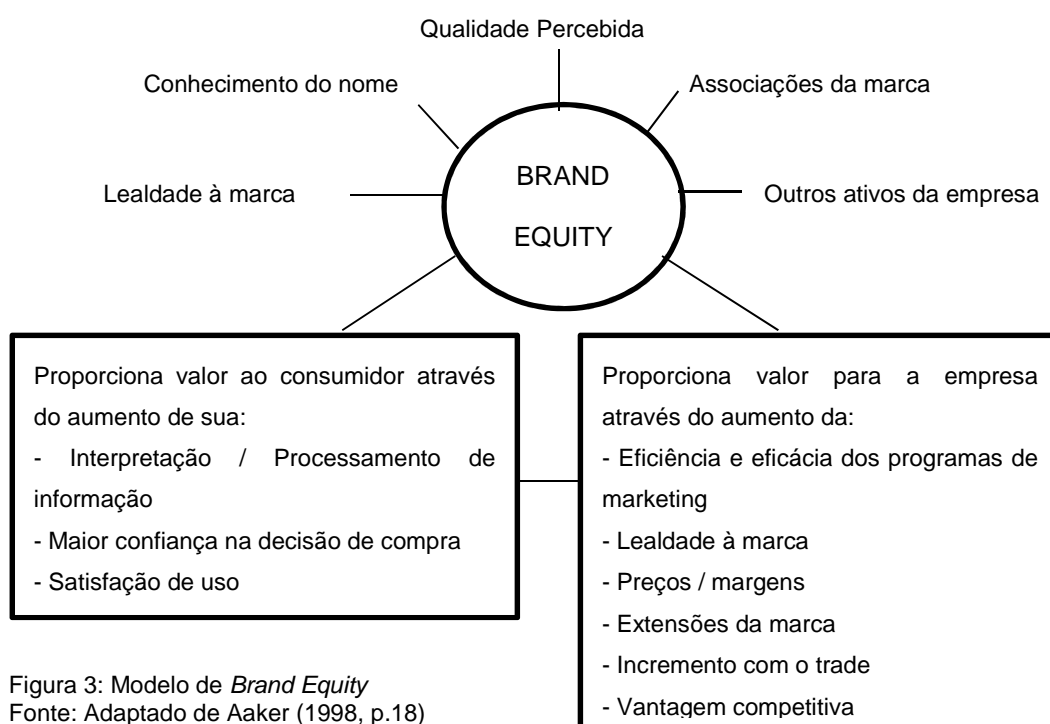 Qualidade Percebida
Conhecimento do nome
Associações da marca
Lealdade à marca
BRAND
EQUITY
Outros ativos da empresa
Proporciona valor ao consumidor através
do aumento de sua:
- Interpretação / Processamento de
informação
- Maior confiança na decisão de compra
- Satisfação de uso
Proporciona valor para a empresa
através do aumento da:
- Eficiência e eficácia dos programas de
marketing
- Lealdade à marca
- Preços / margens
- Extensões da marca
- Incremento com o trade
- Vantagem competitiva
Figura 3: Modelo de Brand Equity
Fonte: Adaptado de Aaker (1998, p.18)